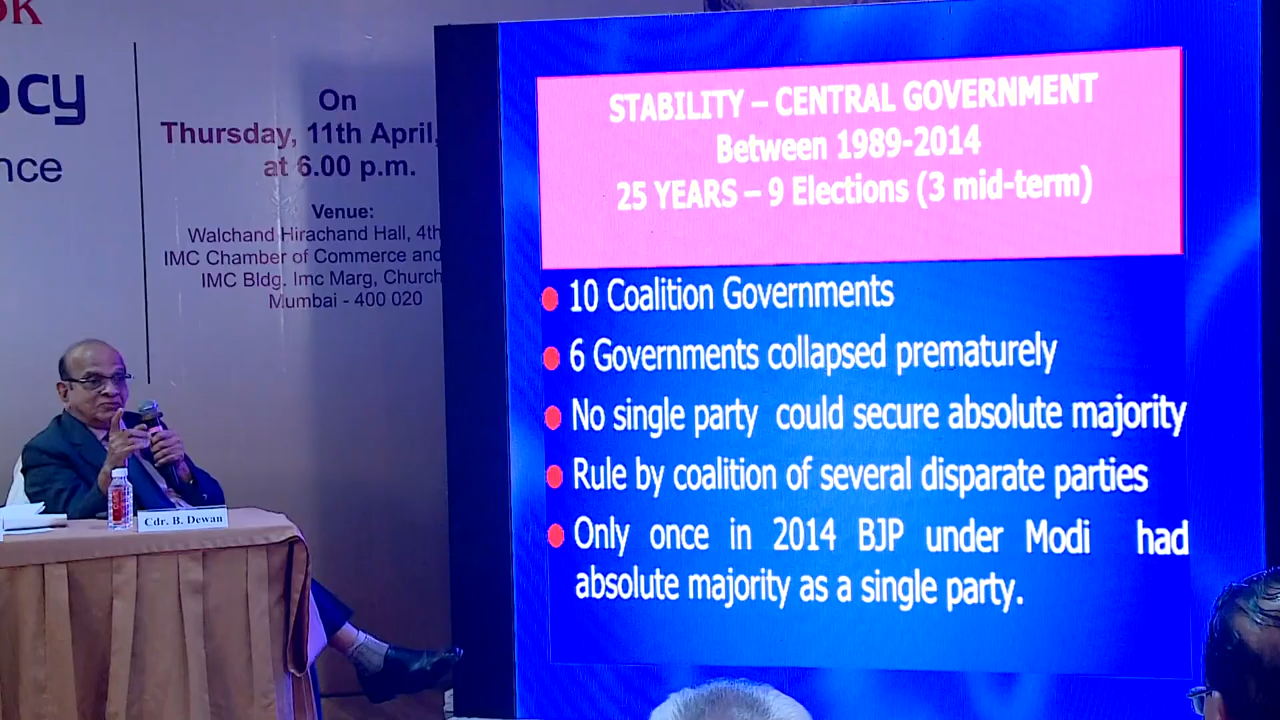 OK
ocy
nce
On
Thursday, 11th April,
at 6.00 p.m.
Venue:
Walchand Hirachand Hall, 4th
IMC Chamber of Commerce and
IMC Bldg. Imc Marg, Church
Mumbai - 400 020
Cdr. B. Dewan
STABILITY – CENTRAL GOVERNMENT
Between 1989-2014
25 YEARS – 9 Elections (3 mid-term)
10 Coalition Governments
6 Governments collapsed prematurely
No single party could secure absolute majority
Rule by coalition of several disparate parties
Only once in 2014 BJP under Modi had
absolute majority as a single party.